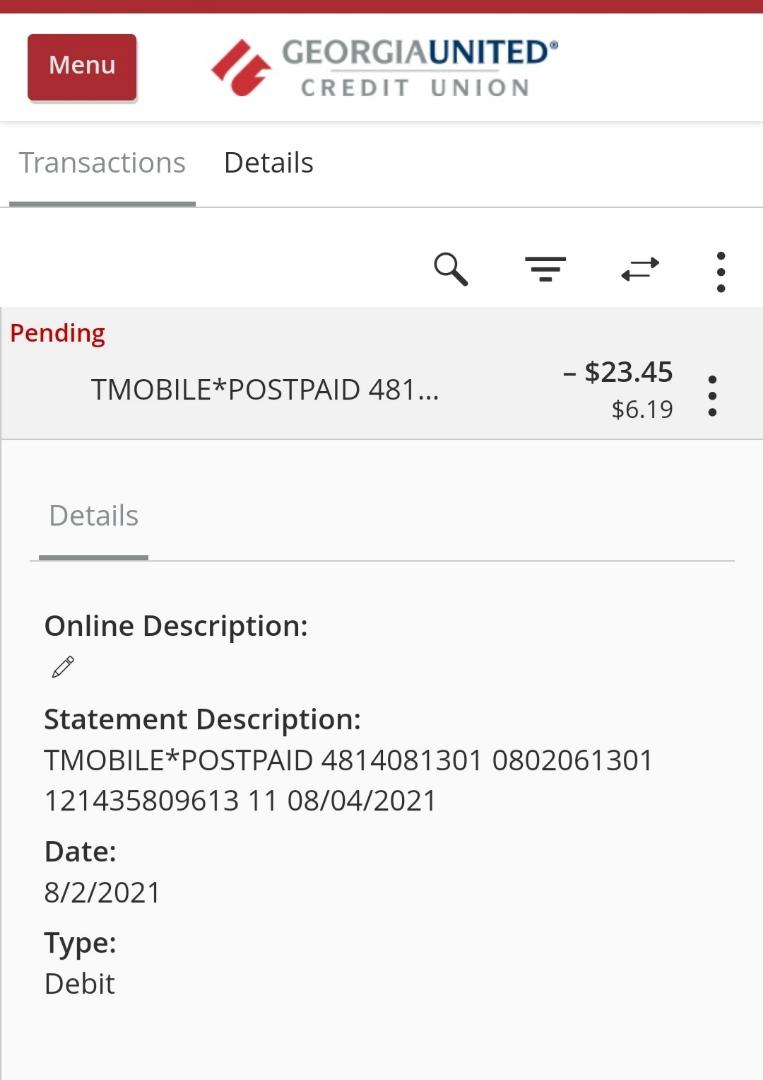 Menu
GEORGIAUNITED®
CREDIT UNION
Transactions Details
Pending
TMOBILE*POSTPAID 481... – $23.45
$6.19
Details
Online Description:
Statement Description:
TMOBILE*POSTPAID 4814081301 0802061301
121435809613 11 08/04/2021
Date:
8/2/2021
Type:
Debit